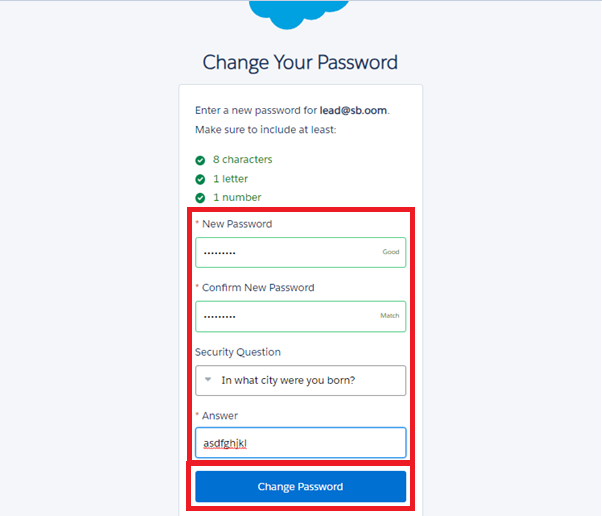 Change Your Password
Enter a new password for lead@sb.oom.
Make sure to include at least:
8 characters
1 letter
1 number
* New Password
••••••••• Good
* Confirm New Password
••••••••• Match
Security Question
In what city were you born?
* Answer
asdfghjkl
Change Password